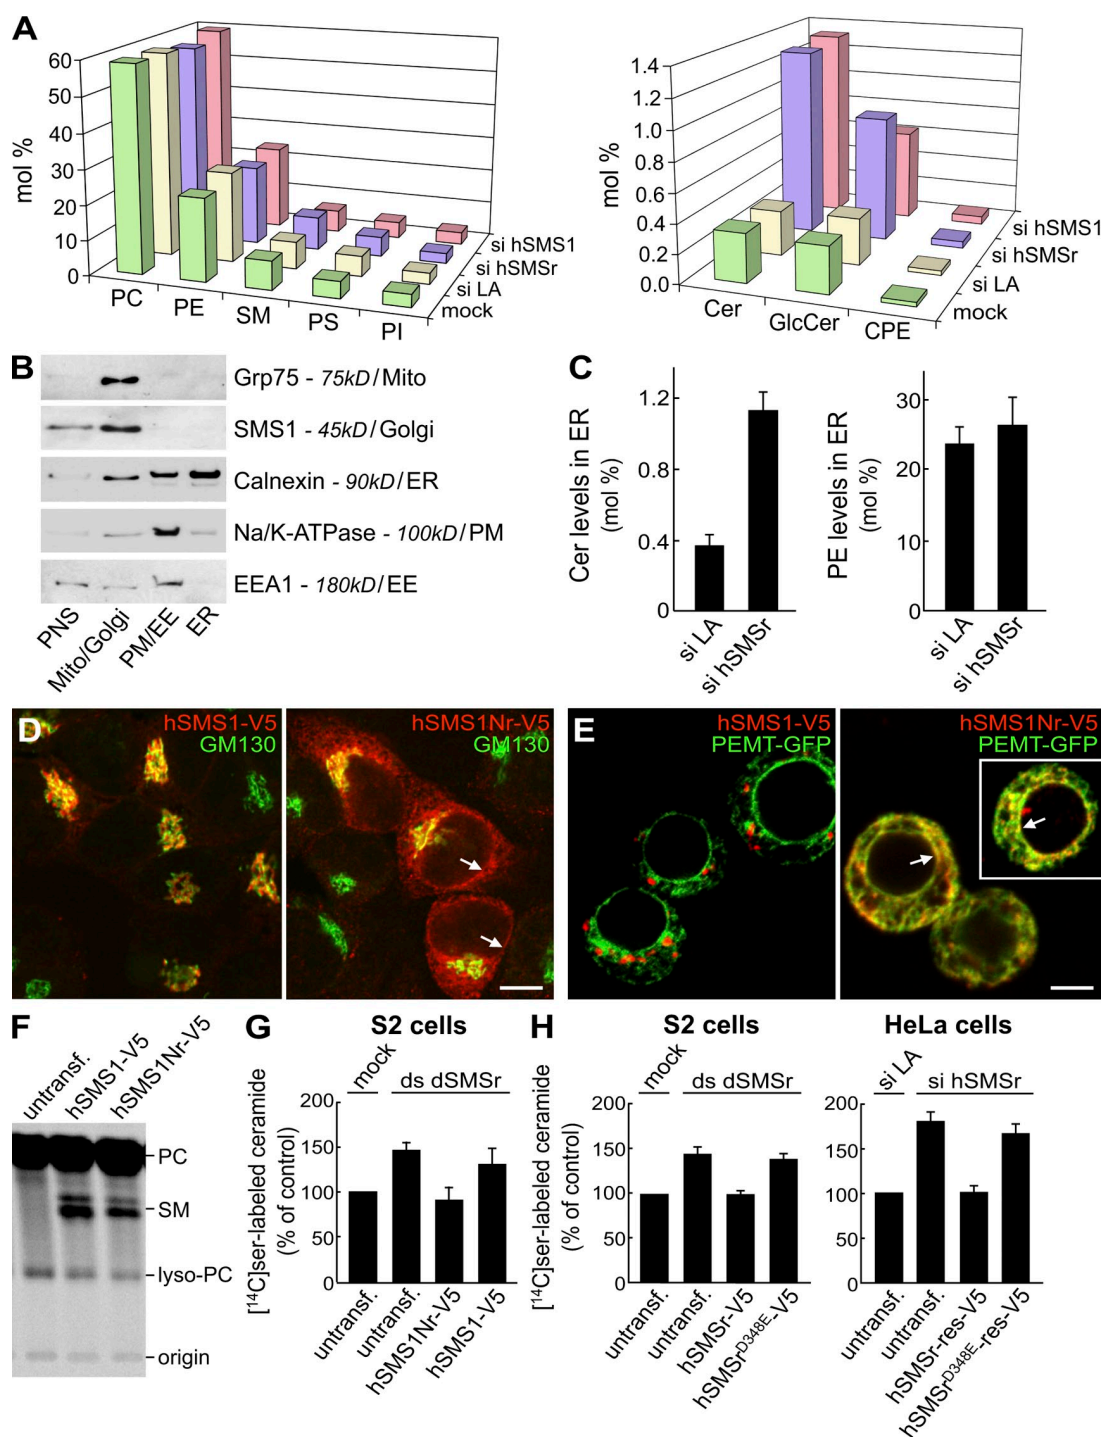 A
mol %
60
50
40
30
20
10
0
PC
PE
SM
PS
PI
si hSMS1
si hSMSr
si LA
mock
mol %
1.4
1.2
1.0
0.8
0.6
0.4
0.2
0.0
Cer
GlcCer
CPE
si hSMS1
si hSMSr
si LA
mock
B
Grp75 - 75kD/Mito
SMS1 - 45kD/Golgi
Calnexin - 90kD/ER
Na/K-ATPase - 100kD/PM
EEA1 - 180kD/EE
PNS
Mito/Golgi
PM/EE
ER
C
Cer levels in ER
(mol %)
1.2
0.8
0.4
0
si LA
si hSMSr
PE levels in ER
(mol %)
30
20
10
0
si LA
si hSMSr
D
hSMS1-V5
GM130
hSMS1Nr-V5
GM130
E
hSMS1-V5
PEMT-GFP
hSMS1Nr-V5
PEMT-GFP
F
untransf.
hSMS1-V5
hSMS1Nr-V5
PC
SM
lyso-PC
origin
G
S2 cells
mock
ds dSMSr
[¹⁴C]ser-labeled ceramide
(% of control)
200
150
100
50
0
untransf.
untransf.
hSMS1Nr-V5
hSMS1-V5
H
S2 cells
mock
ds dSMSr
[¹⁴C]ser-labeled ceramide
(% of control)
200
150
100
50
0
untransf.
untransf.
hSMSr-V5
hSMSrᴰ³⁴⁸ᴱ-V5
HeLa cells
si LA
si hSMSr
200
150
100
50
0
untransf.
untransf.
hSMSr-res-V5
hSMSrᴰ³⁴⁸ᴱ-res-V5